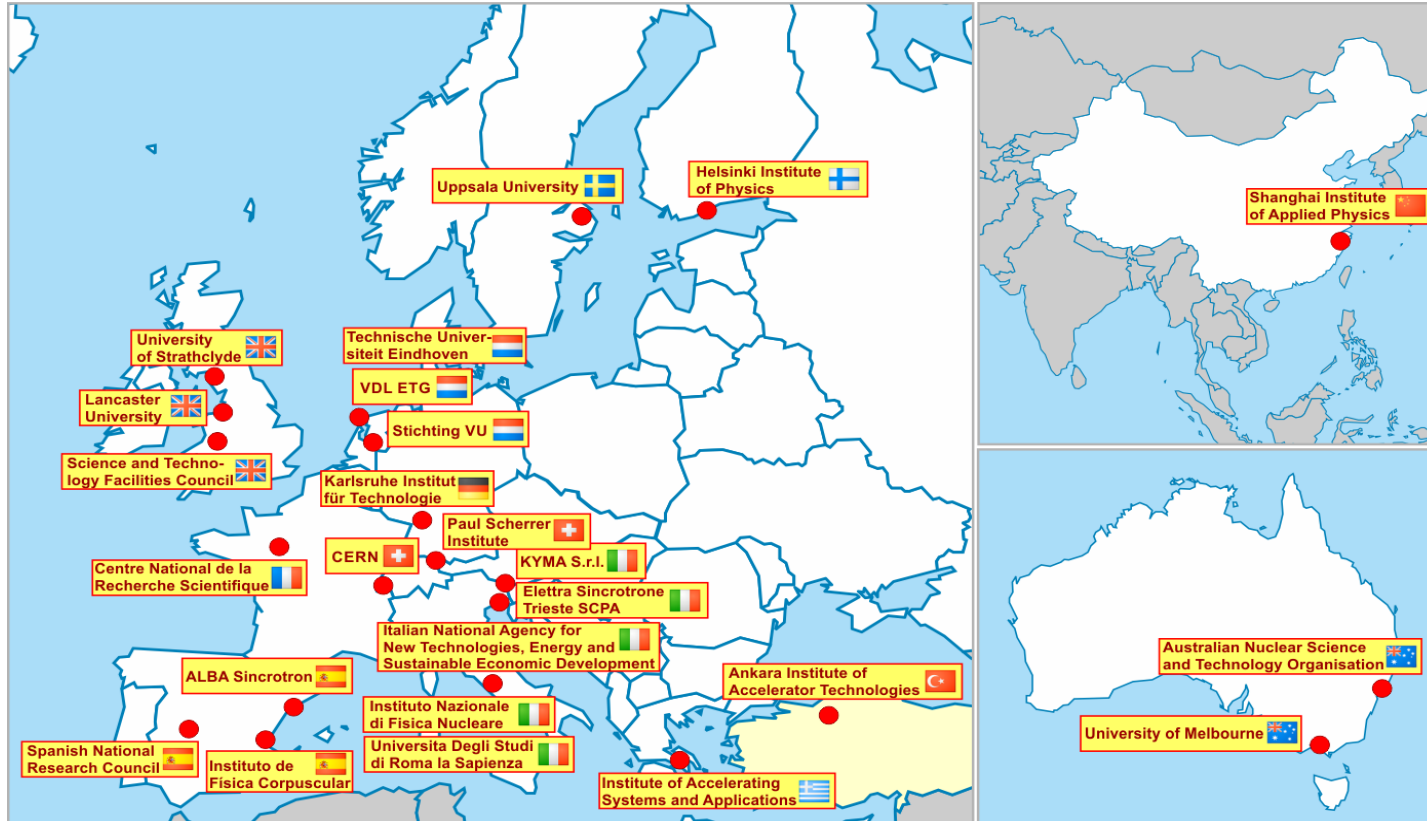 Uppsala University
Helsinki Institute
of Physics
University
of Strathclyde
Lancaster
University
Science and Techno-
logy Facilities Council
Technische Univer-
siteit Eindhoven
VDL ETG
Stichting VU
Karlsruhe Institut
für Technologie
Paul Scherrer
Institute
CERN
KYMA S.r.l.
Centre National de la
Recherche Scientifique
Elettra Sincrotrone
Trieste SCPA
Italian National Agency for
New Technologies, Energy and
Sustainable Economic Development
ALBA Sincrotron
Ankara Institute of
Accelerator Technologies
Instituto Nazionale
di Fisica Nucleare
Universita Degli Studi
di Roma la Sapienza
Spanish National
Research Council
Instituto de
Física Corpuscular
Institute of Accelerating
Systems and Applications
Shanghai Institute
of Applied Physics
Australian Nuclear Science
and Technology Organisation
University of Melbourne